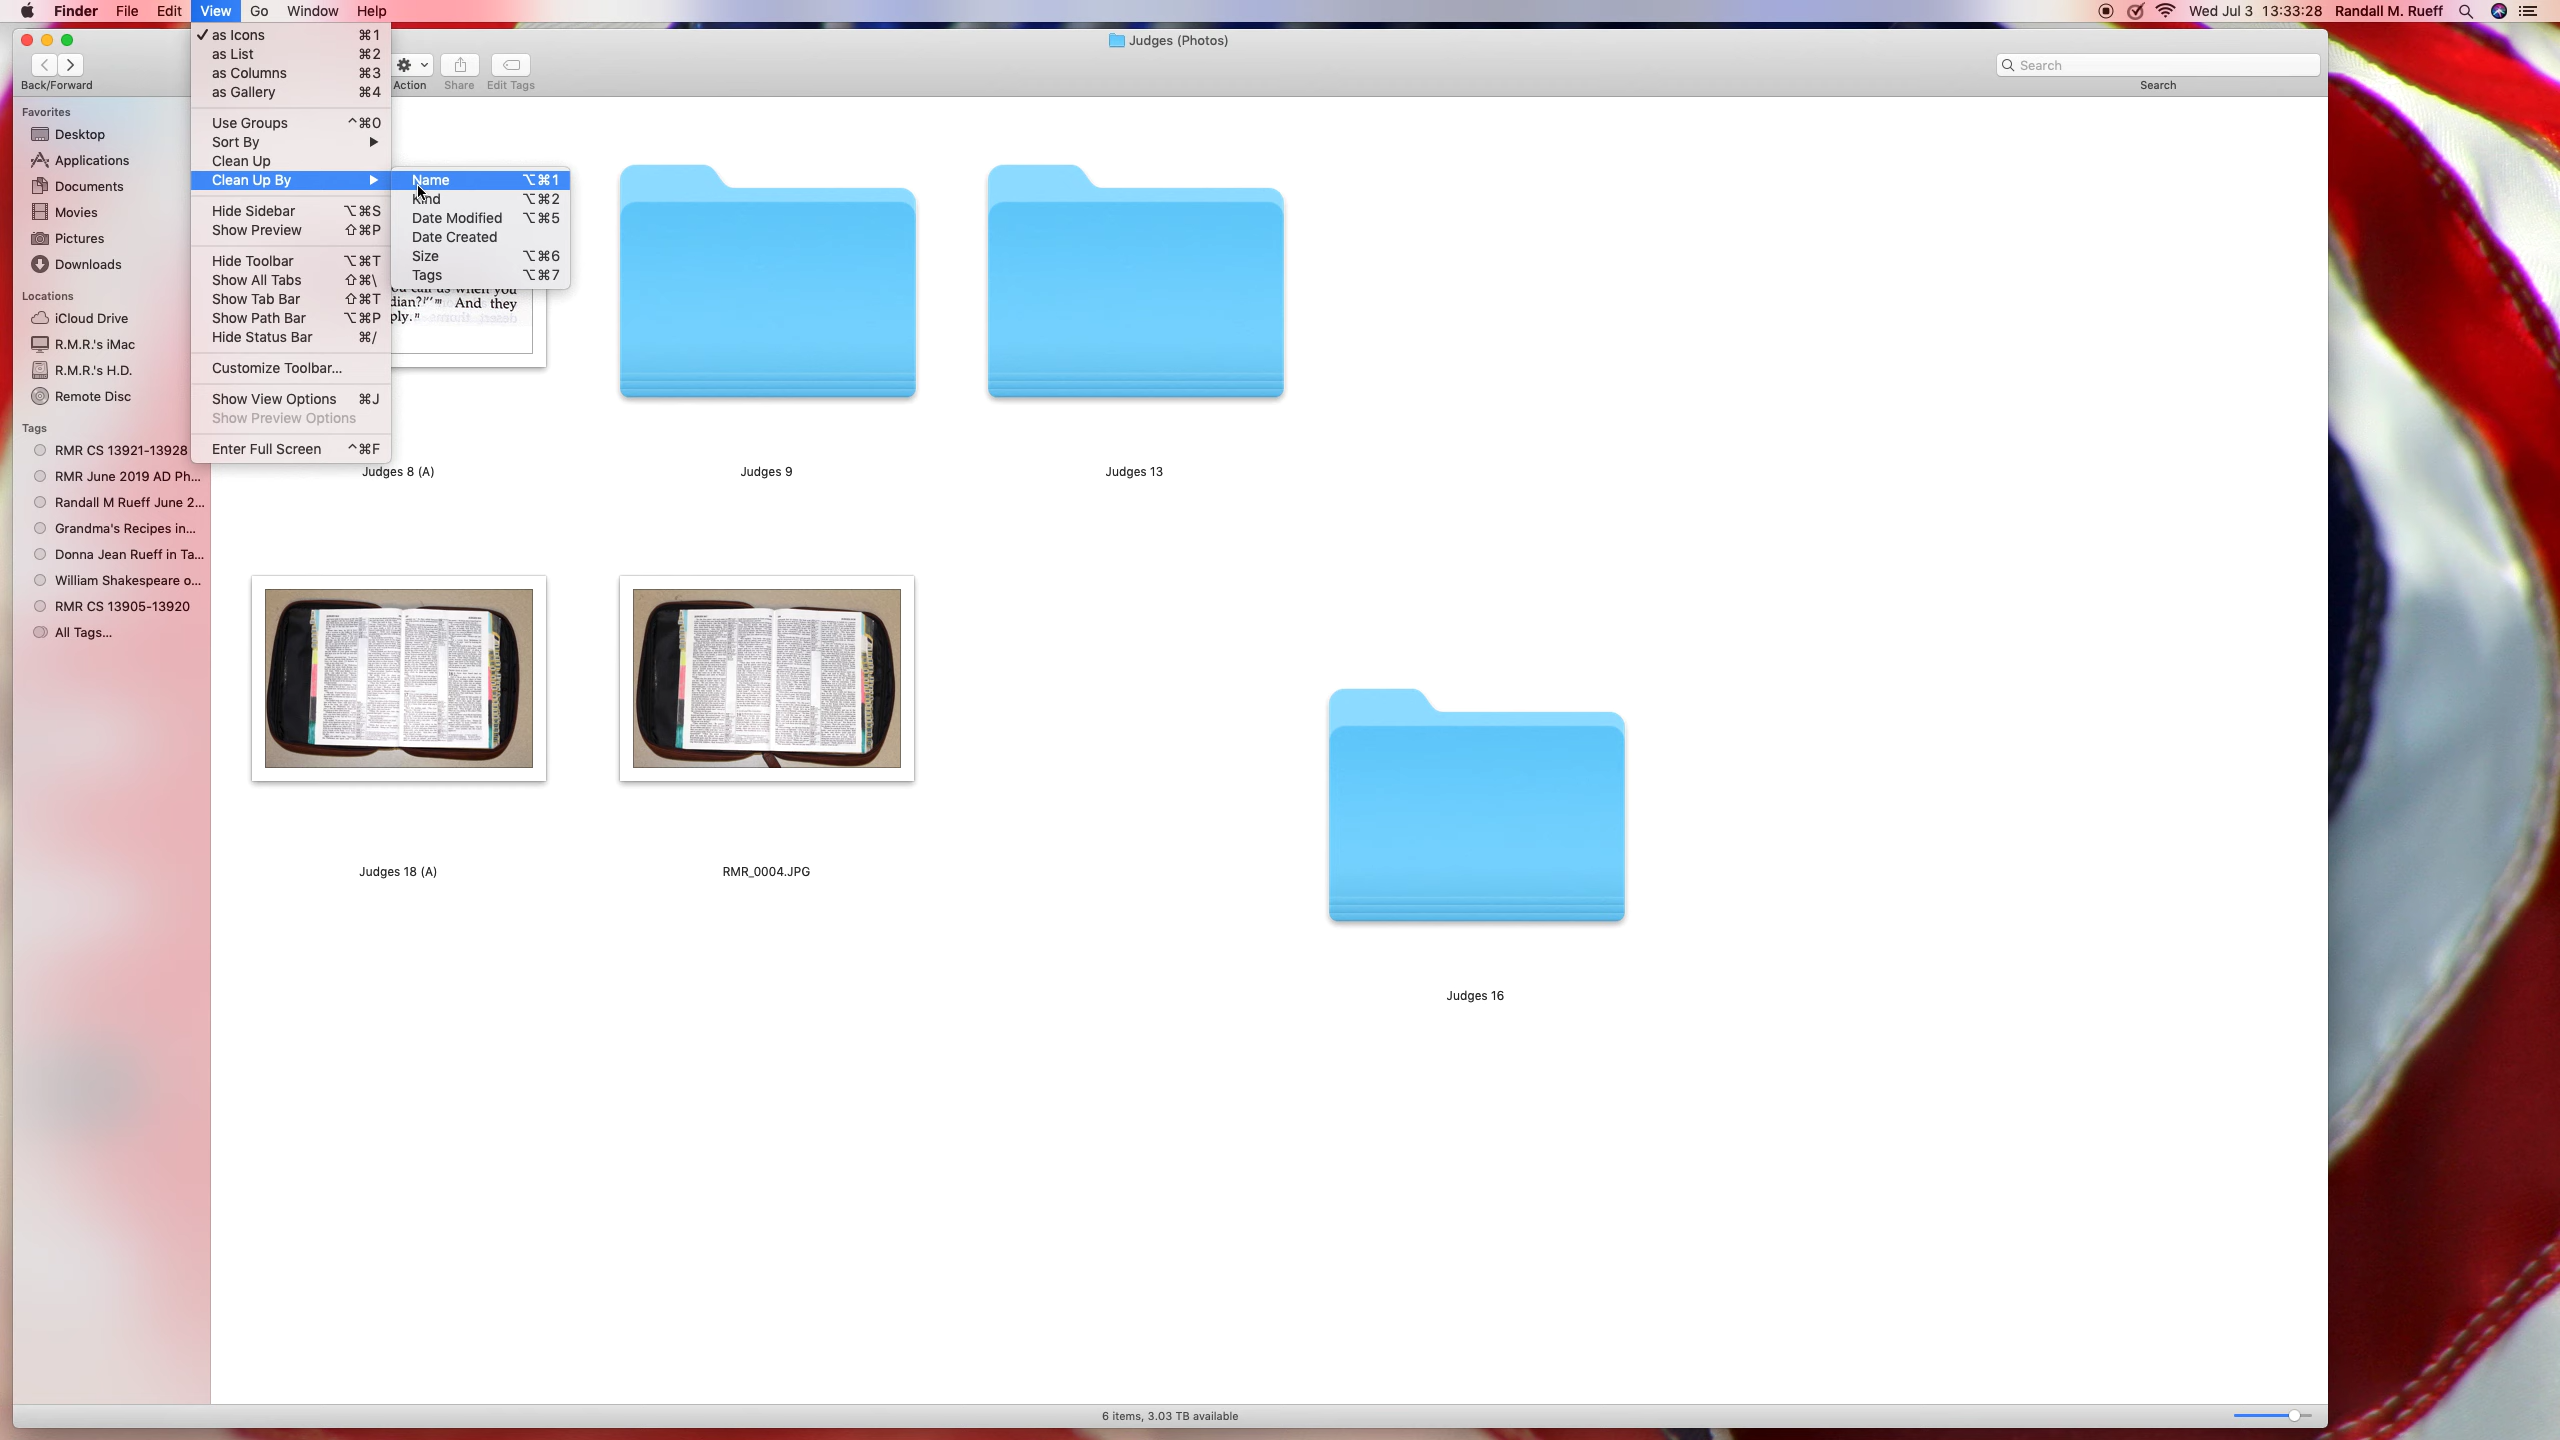 Finder File Edit View Go Window Help
Wed Jul 3 13:33:28 Randall M. Rueff
Judges (Photos)
Back/Forward
Action Share Edit Tags
Search
Search
✓ as Icons ⌘1
as List ⌘2
as Columns ⌘3
as Gallery ⌘4
Use Groups ^⌘0
Sort By ▶
Clean Up
Clean Up By ▶
Hide Sidebar ⌥⌘S
Show Preview ⇧⌘P
Hide Toolbar ⌥⌘T
Show All Tabs ⇧⌘\
Show Tab Bar ⇧⌘T
Show Path Bar ⌥⌘P
Hide Status Bar ⌘/
Customize Toolbar...
Show View Options ⌘J
Show Preview Options
Enter Full Screen ^⌘F
Name ⌥⌘1
Kind ⌥⌘2
Date Modified ⌥⌘5
Date Created
Size ⌥⌘6
Tags ⌥⌘7
Favorites
Desktop
Applications
Documents
Movies
Pictures
Downloads
Locations
iCloud Drive
R.M.R.'s iMac
R.M.R.'s H.D.
Remote Disc
Tags
RMR CS 13921-13928
RMR June 2019 AD Ph...
Randall M Rueff June 2...
Grandma's Recipes in...
Donna Jean Rueff in Ta...
William Shakespeare o...
RMR CS 13905-13920
All Tags...
call us when you
dian?'" And they
ply."
Judges 8 (A)
Judges 9
Judges 13
Judges 18 (A)
RMR_0004.JPG
Judges 16
6 items, 3.03 TB available